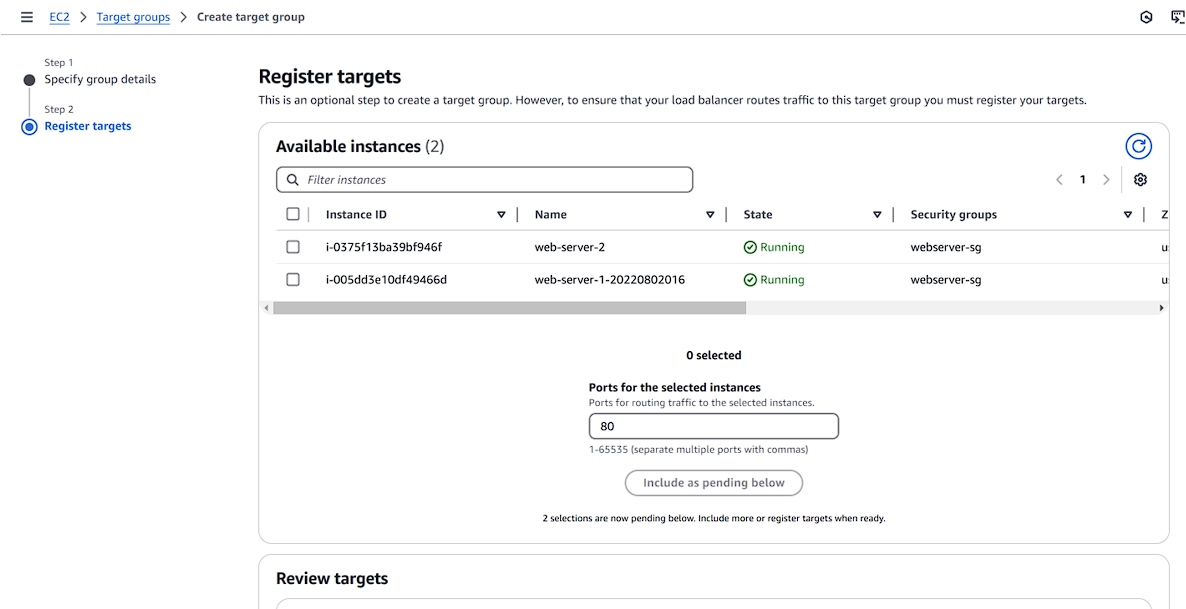 EC2 > Target groups > Create target group
Step 1
Specify group details
Step 2
Register targets
Register targets
This is an optional step to create a target group. However, to ensure that your load balancer routes traffic to this target group you must register your targets.
Available instances (2)
Filter instances
1
Instance ID Name State Security groups Z
i-0375f13ba39bf946f web-server-2 Running webserver-sg
i-005dd3e10df49466d web-server-1-20220802016 Running webserver-sg
0 selected
Ports for the selected instances
Ports for routing traffic to the selected instances.
80
1-65535 (separate multiple ports with commas)
Include as pending below
2 selections are now pending below. Include more or register targets when ready.
Review targets